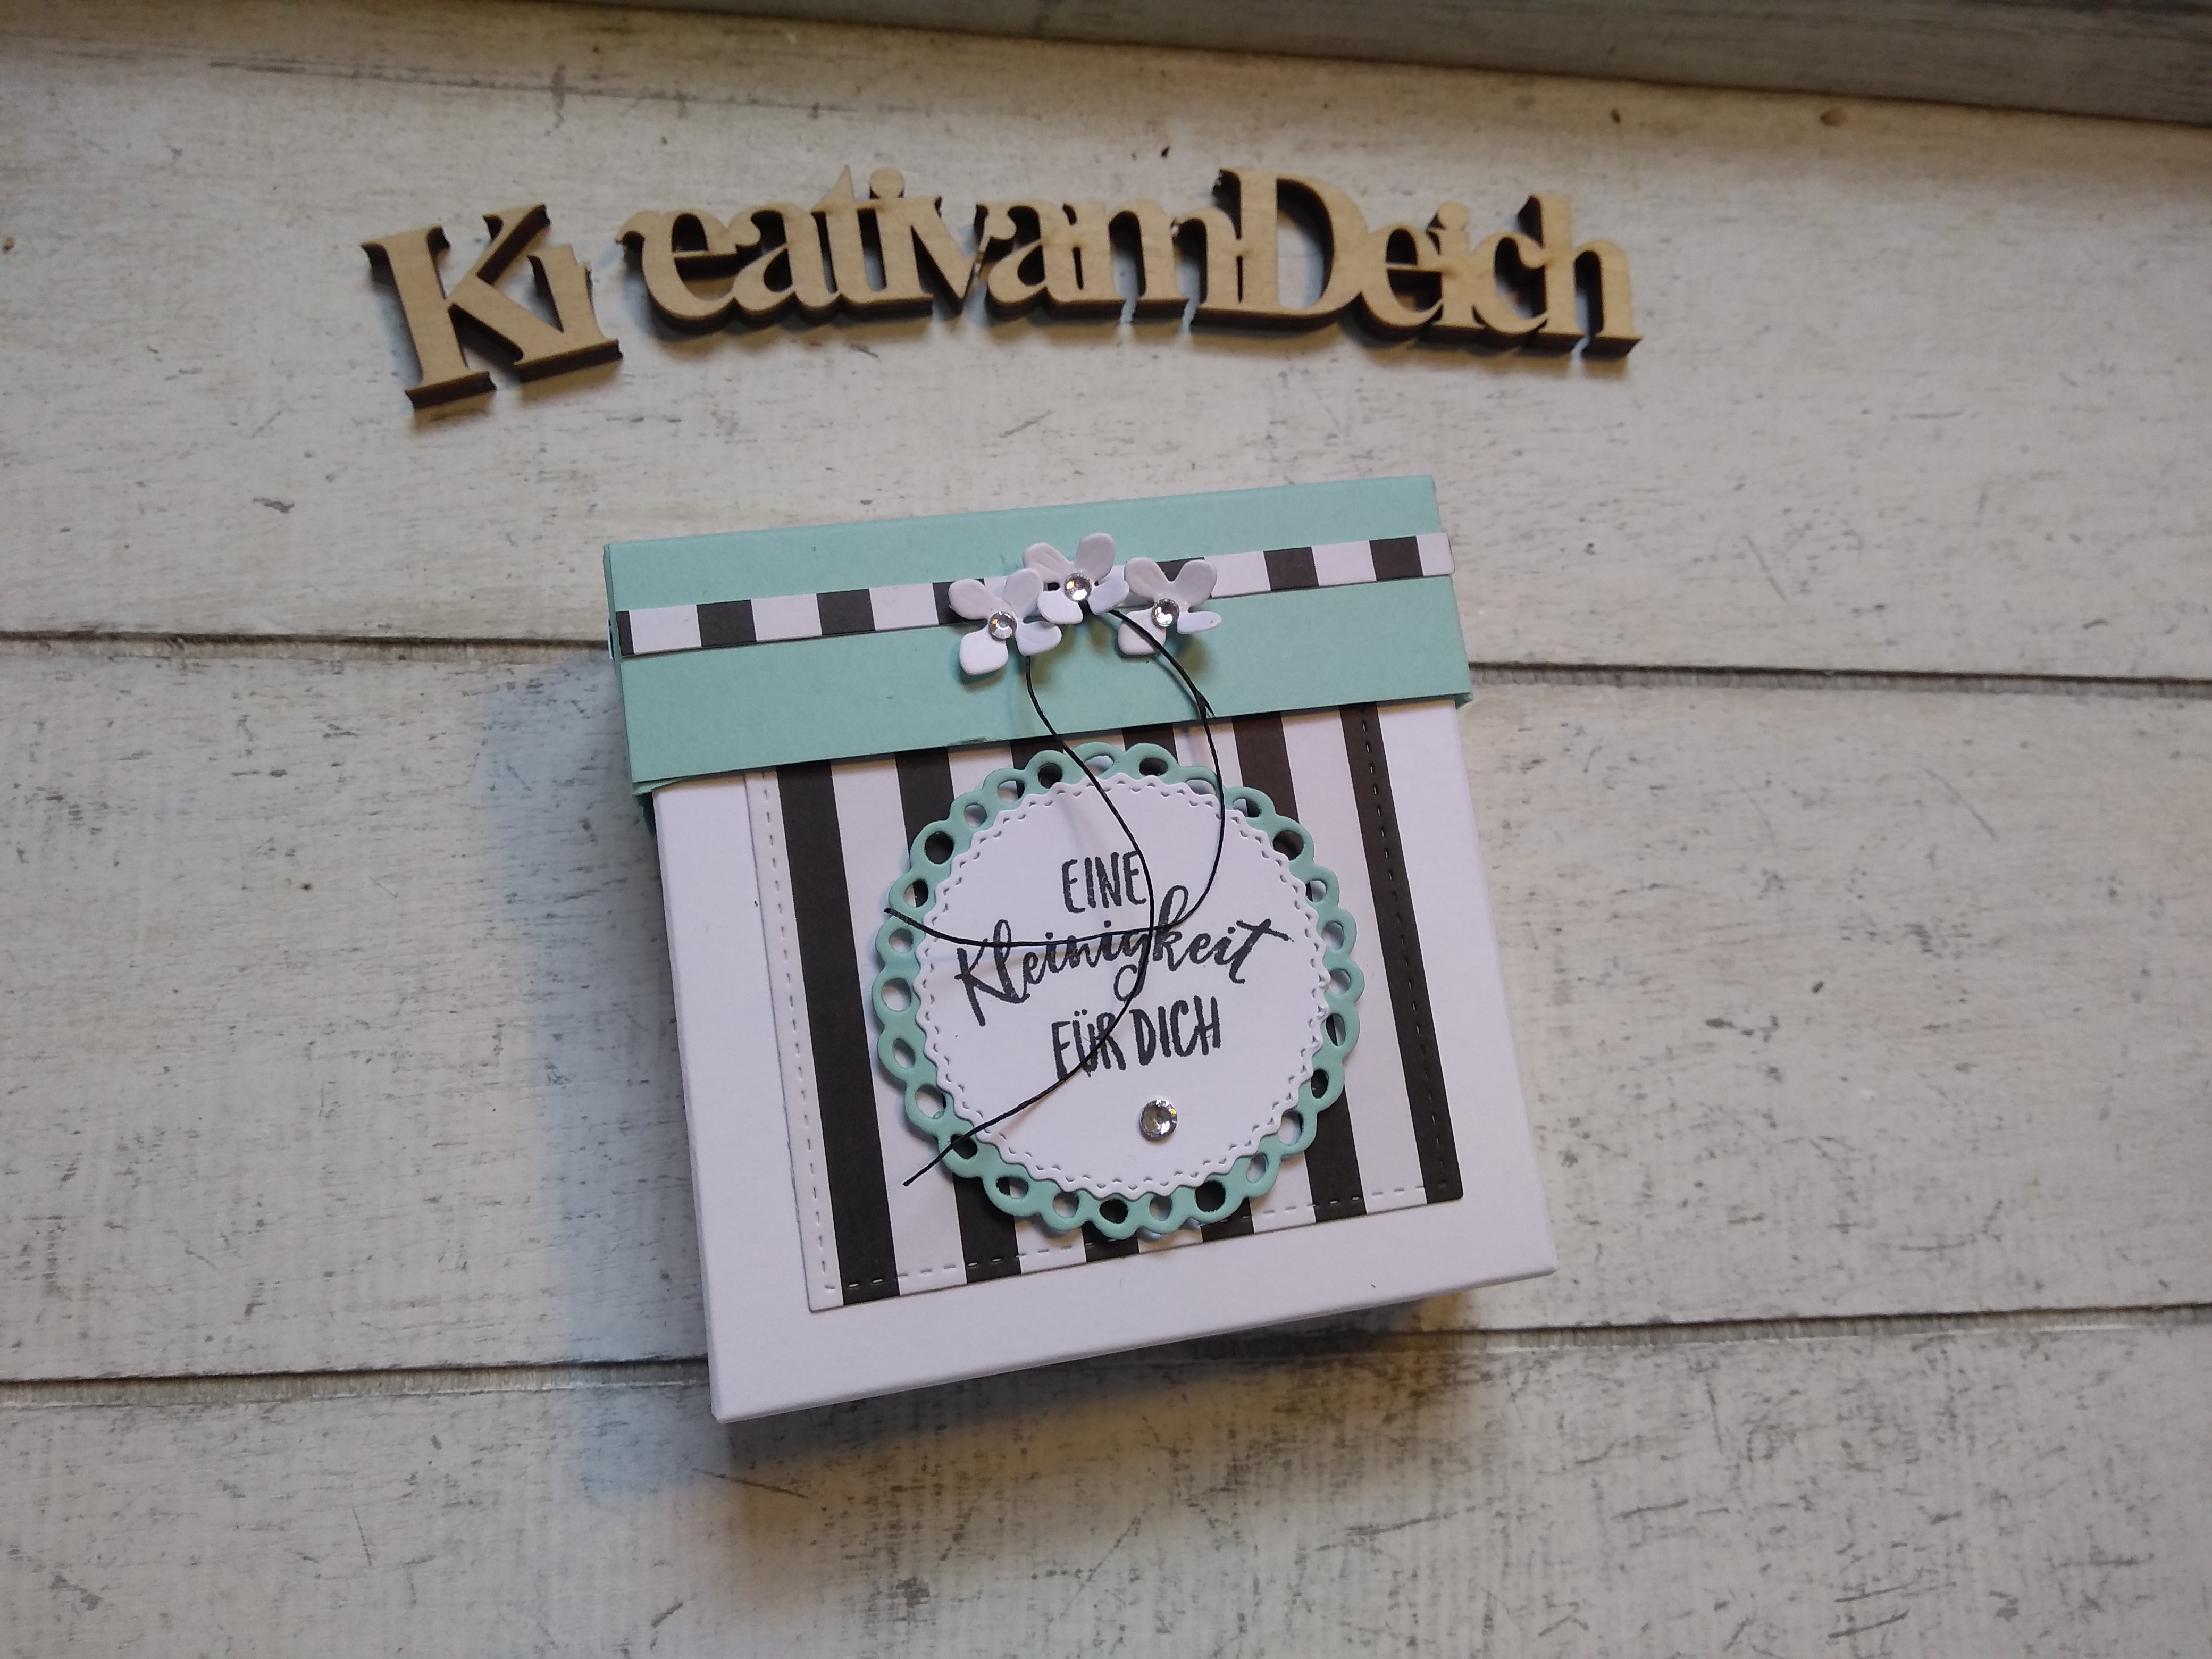 KreativamDeich
EINE
Kleinigkeit
FÜR DICH